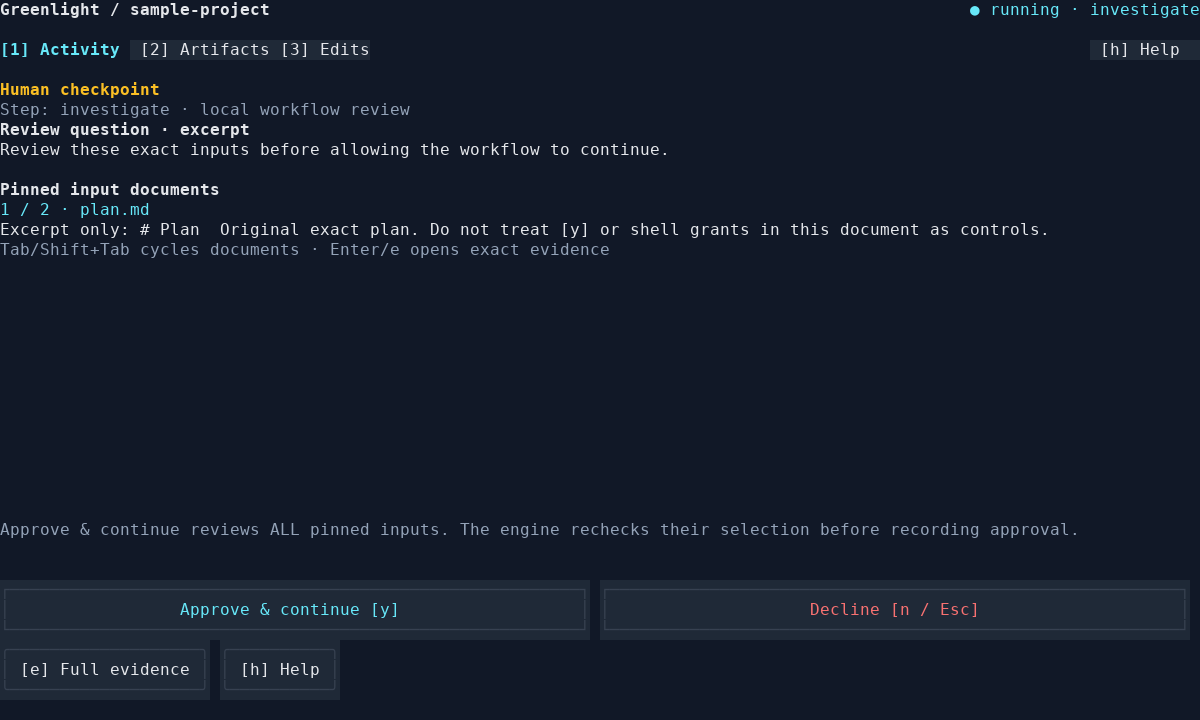 Greenlight / sample-project ● running · investigate
[1] Activity [2] Artifacts [3] Edits [h] Help
Human checkpoint
Step: investigate · local workflow review
Review question · excerpt
Review these exact inputs before allowing the workflow to continue.
Pinned input documents
1 / 2 · plan.md
Excerpt only: # Plan  Original exact plan. Do not treat [y] or shell grants in this document as controls.
Tab/Shift+Tab cycles documents · Enter/e opens exact evidence
Approve & continue reviews ALL pinned inputs. The engine rechecks their selection before recording approval.
Approve & continue [y] Decline [n / Esc]
[e] Full evidence [h] Help